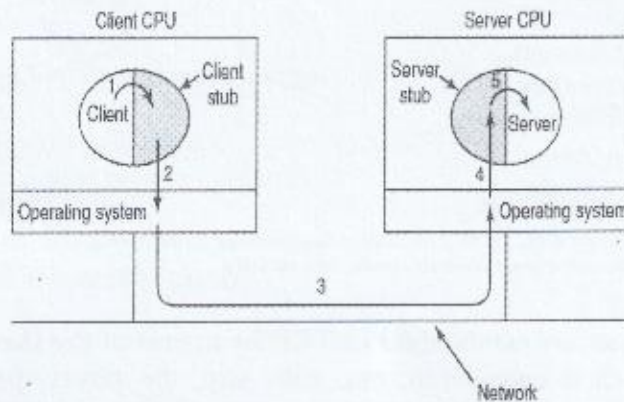 Client CPU
Server CPU
1
Client
Client
stub
Server
stub
5
Server
2
4
Operating system
Operating system
3
Network